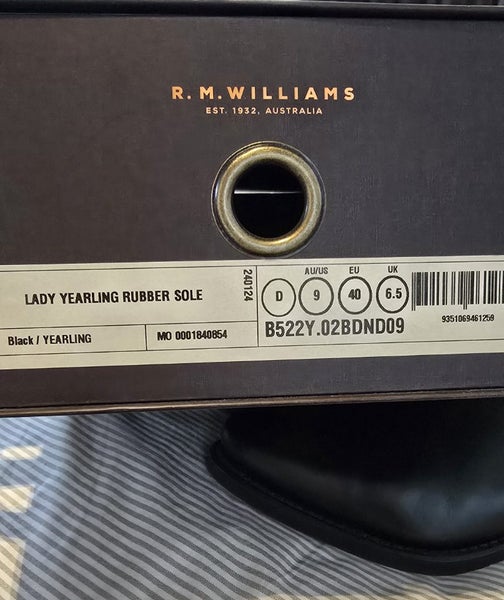 R.M.WILLIAMS
EST. 1932, AUSTRALIA
LADY YEARLING RUBBER SOLE
240124
D
AU/US
9
EU
40
UK
6.5
B522Y.02BDND09
9351069461259
Black / YEARLING
MO 0001840854